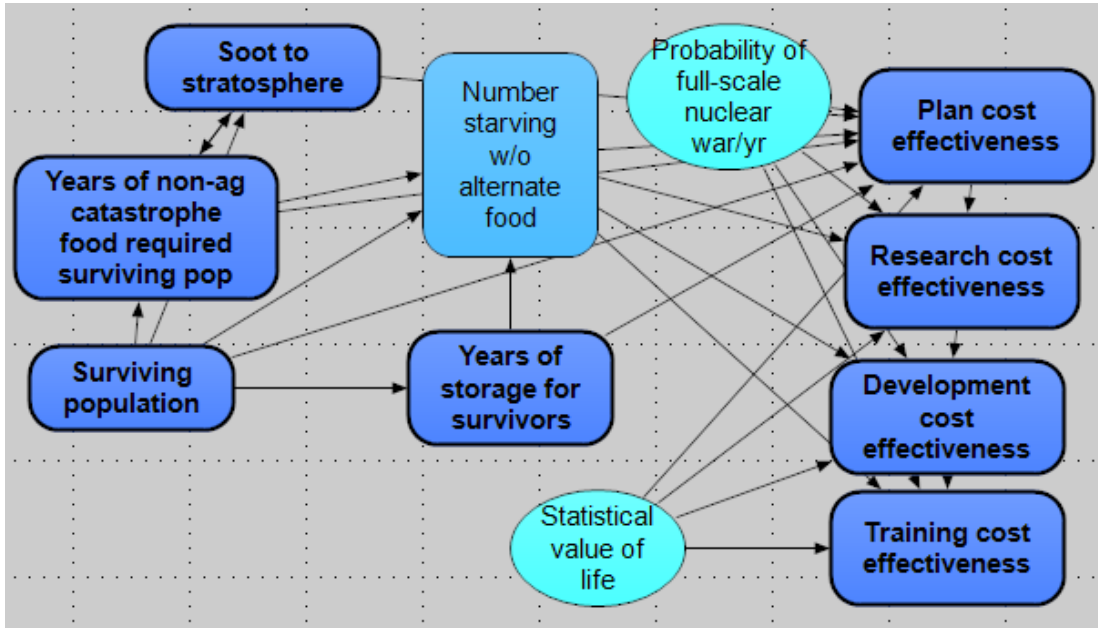 Soot to
stratosphere
Number
starving
w/o
alternate
food
Probability of
full-scale
nuclear
war/yr
Plan cost
effectiveness
Years of non-ag
catastrophe
food required
surviving pop
Research cost
effectiveness
Surviving
population
Years of
storage for
survivors
Development
cost
effectiveness
Statistical
value of
life
Training cost
effectiveness